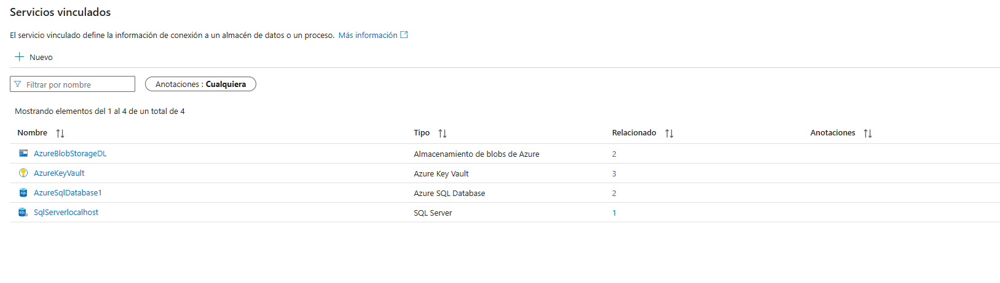 Servicios vinculados
El servicio vinculado define la información de conexión a un almacén de datos o un proceso. Más información
Nuevo
Filtrar por nombre Anotaciones : Cualquiera
Mostrando elementos del 1 al 4 de un total de 4
Nombre Tipo Relacionado Anotaciones
AzureBlobStorageDL Almacenamiento de blobs de Azure 2
AzureKeyVault Azure Key Vault 3
SQL AzureSqlDatabase1 Azure SQL Database 2
SQL SqlServerlocalhost SQL Server 1